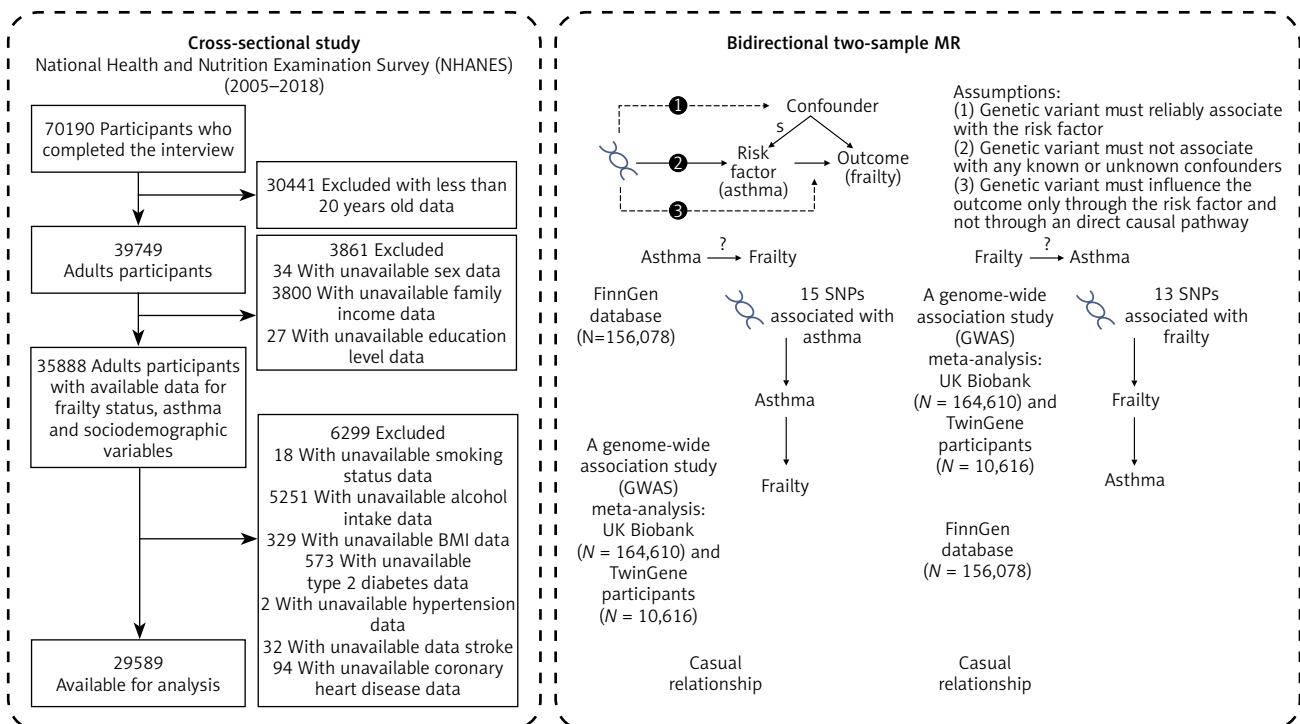 Cross-sectional study
National Health and Nutrition Examination Survey (NHANES)
(2005–2018)
70190 Participants who
completed the interview
30441 Excluded with less than
20 years old data
39749
Adults participants
3861 Excluded
34 With unavailable sex data
3800 With unavailable family
income data
27 With unavailable education
level data
35888 Adults participants
with available data for
frailty status, asthma
and sociodemographic
variables
6299 Excluded
18 With unavailable smoking
status data
5251 With unavailable alcohol
intake data
329 With unavailable BMI data
573 With unavailable
type 2 diabetes data
2 With unavailable hypertension
data
32 With unavailable data stroke
94 With unavailable coronary
heart disease data
29589
Available for analysis
Bidirectional two-sample MR
1
Confounder
s
2
Risk
factor
(asthma)
Outcome
(frailty)
3
Assumptions:
(1) Genetic variant must reliably associate
with the risk factor
(2) Genetic variant must not associate
with any known or unknown confounders
(3) Genetic variant must influence the
outcome only through the risk factor and
not through an direct causal pathway
Asthma ? Frailty
FinnGen
database
(N=156,078)
15 SNPs
associated with
asthma
Asthma
Frailty
A genome-wide
association study
(GWAS)
meta-analysis:
UK Biobank
(N = 164,610) and
TwinGene
participants
(N = 10,616)
Casual
relationship
Frailty ? Asthma
A genome-wide
association study
(GWAS)
meta-analysis:
UK Biobank
(N = 164,610) and
TwinGene
participants
(N = 10,616)
13 SNPs
associated with
frailty
Frailty
Asthma
FinnGen
database
(N = 156,078)
Casual
relationship